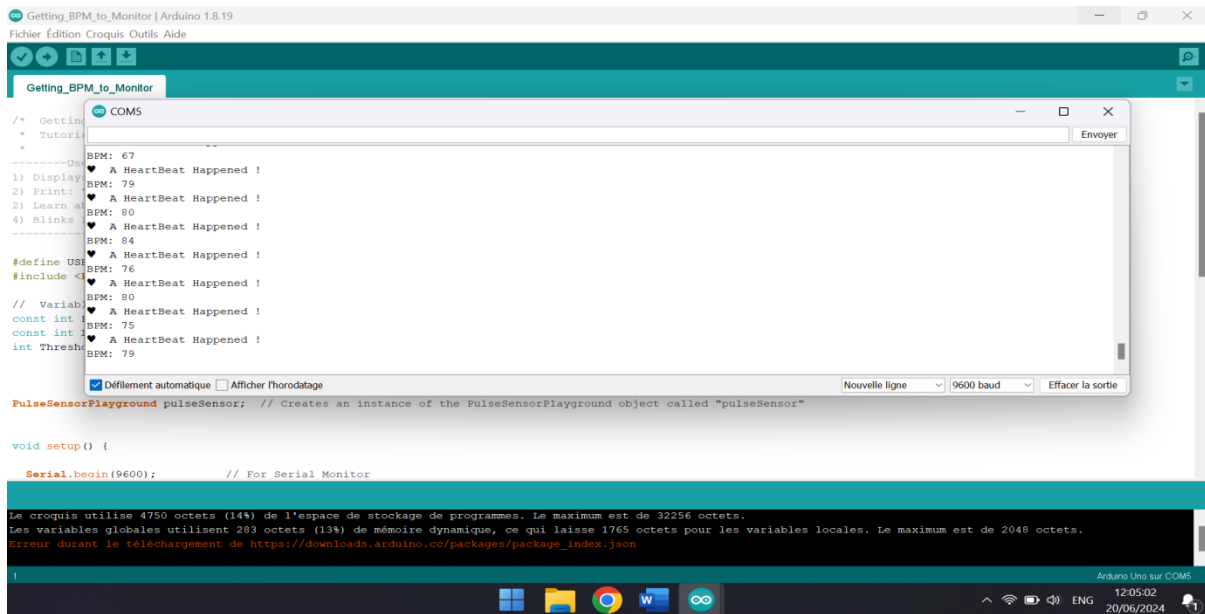 Getting_BPM_to_Monitor | Arduino 1.8.19
Fichier Édition Croquis Outils Aide
Getting_BPM_to_Monitor
/* Getting
* Tutoria
*
--------Use
1) Display
2) Print: "
2) Learn a
4) Blinks
-----------
#define USE
#include <
// Variabl
const int
const int
int Thresho
COM5
Envoyer
BPM: 67
♥ A HeartBeat Happened !
BPM: 79
♥ A HeartBeat Happened !
BPM: 80
♥ A HeartBeat Happened !
BPM: 84
♥ A HeartBeat Happened !
BPM: 76
♥ A HeartBeat Happened !
BPM: 80
♥ A HeartBeat Happened !
BPM: 75
♥ A HeartBeat Happened !
BPM: 79
Défilement automatique Afficher l'horodatage Nouvelle ligne 9600 baud Effacer la sortie
PulseSensorPlayground pulseSensor; // Creates an instance of the PulseSensorPlayground object called "pulseSensor"
void setup() {
Serial.begin(9600); // For Serial Monitor
Le croquis utilise 4750 octets (14%) de l'espace de stockage de programmes. Le maximum est de 32256 octets.
Les variables globales utilisent 283 octets (13%) de mémoire dynamique, ce qui laisse 1765 octets pour les variables locales. Le maximum est de 2048 octets.
Erreur durant le téléchargement de https://downloads.arduino.cc/packages/package_index.json
1 Arduino Uno sur COM5
ENG 12:05:02
20/06/2024